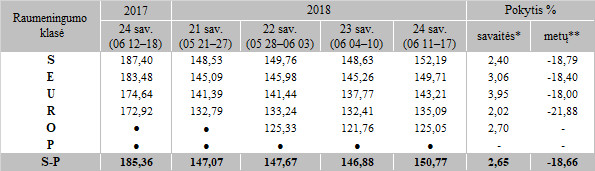 Raumeningumo klasė 2017 2018 Pokytis %
24 sav. (06 12–18) 21 sav. (05 21–27) 22 sav. (05 28–06 03) 23 sav. (06 04–10) 24 sav. (06 11–17) savaitės* metų**
S 187,40 148,53 149,76 148,63 152,19 2,40 -18,79
E 183,48 145,09 145,98 145,26 149,71 3,06 -18,40
U 174,64 141,39 141,44 137,77 143,21 3,95 -18,00
R 172,92 132,79 133,24 132,41 135,09 2,02 -21,88
O ● ● 125,33 121,76 125,05 2,70 -
P ● ● ● ● ● - -
S-P 185,36 147,07 147,67 146,88 150,77 2,65 -18,66